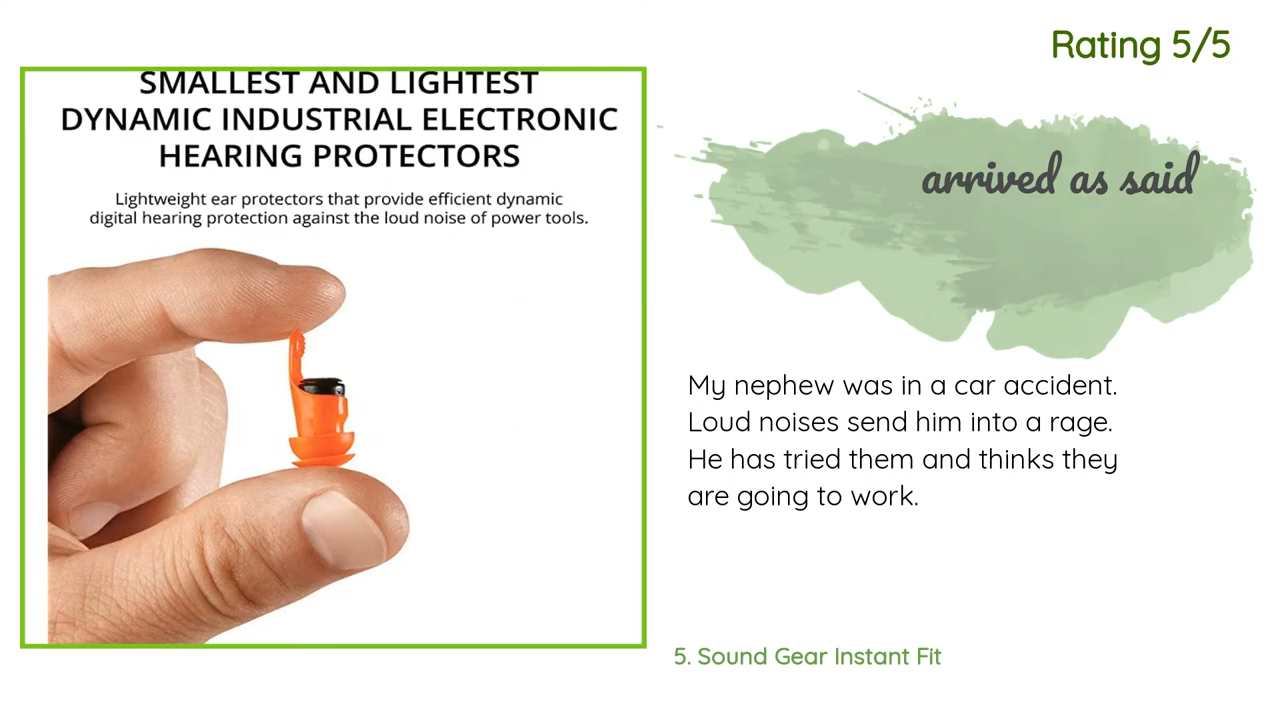 Rating 5/5
SMALLEST AND LIGHTEST
DYNAMIC INDUSTRIAL ELECTRONIC
HEARING PROTECTORS
Lightweight ear protectors that provide efficient dynamic
digital hearing protection against the loud noise of power tools.
arrived as said
My nephew was in a car accident.
Loud noises send him into a rage.
He has tried them and thinks they
are going to work.
5. Sound Gear Instant Fit